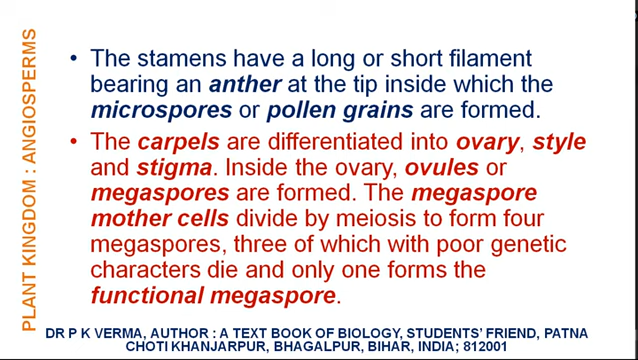 PLANT KINGDOM : ANGIOSPERMS
• The stamens have a long or short filament
bearing an anther at the tip inside which the
microspores or pollen grains are formed.
• The carpels are differentiated into ovary, style
and stigma. Inside the ovary, ovules or
megaspores are formed. The megaspore
mother cells divide by meiosis to form four
megaspores, three of which with poor genetic
characters die and only one forms the
functional megaspore.
DR P K VERMA, AUTHOR : A TEXT BOOK OF BIOLOGY, STUDENTS' FRIEND, PATNA
CHOTI KHANJARPUR, BHAGALPUR, BIHAR, INDIA; 812001